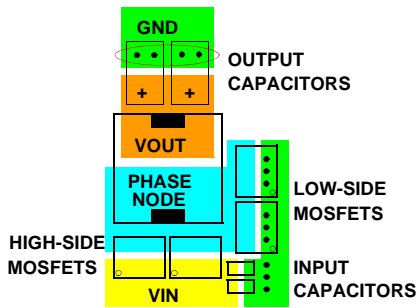 GND
OUTPUT
CAPACITORS
+ +
VOUT
PHASE
NODE
LOW-SIDE
MOSFETS
HIGH-SIDE
MOSFETS
VIN
INPUT
CAPACITORS